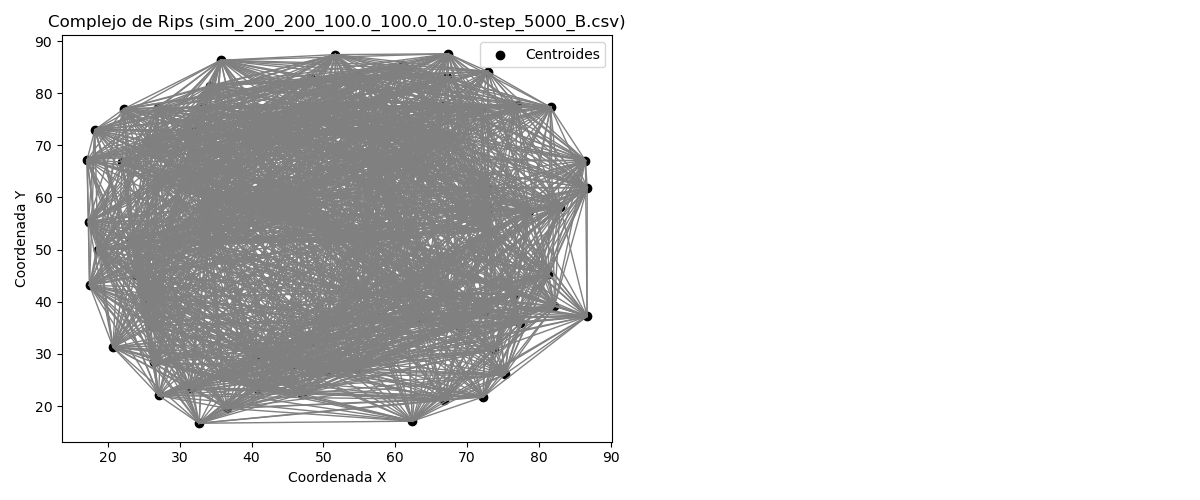 Complejo de Rips (sim_200_200_100.0_100.0_10.0-step_5000_B.csv)
Centroides
90
80
70
60
50
40
30
20
Coordenada Y
20 30 40 50 60 70 80 90
Coordenada X